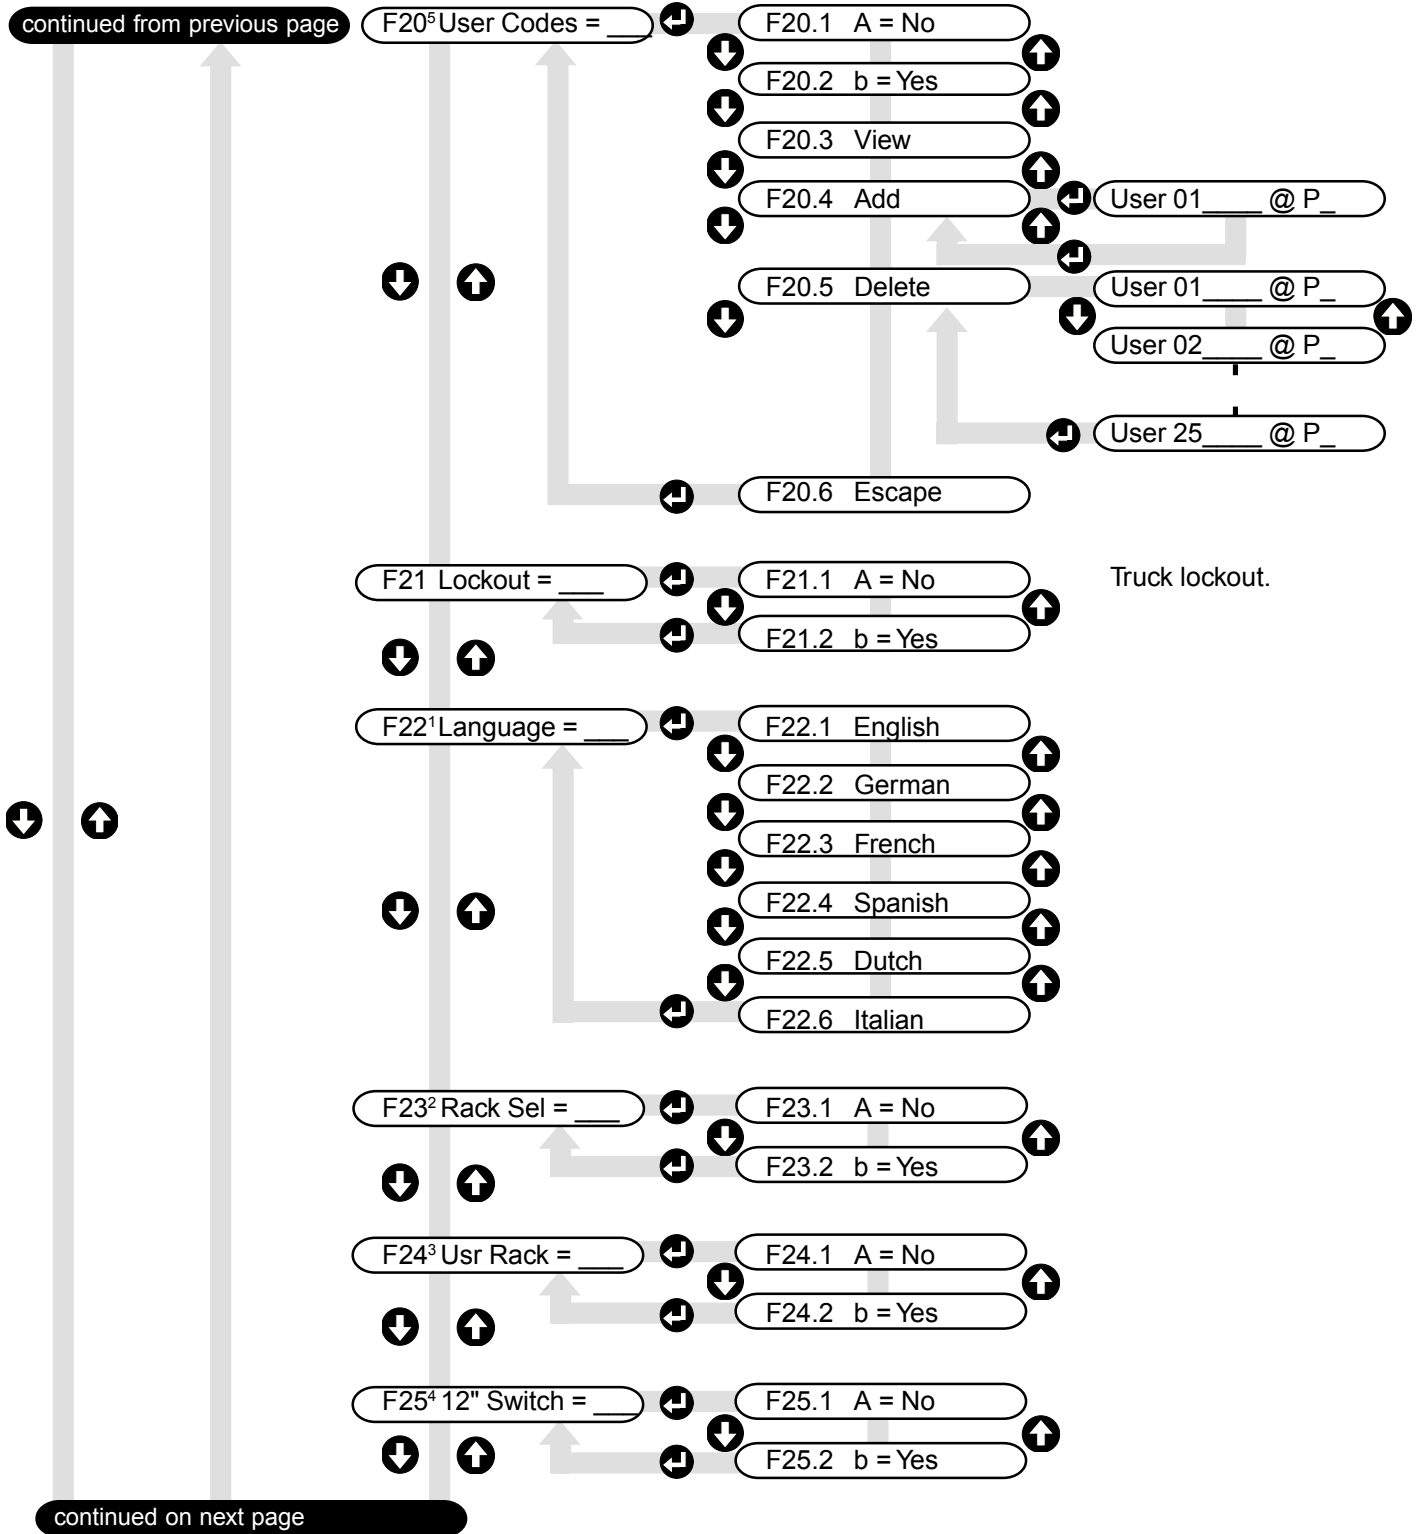 continued from previous page
F20⁵ User Codes = ___
F20.1 A = No
F20.2 b = Yes
F20.3 View
F20.4 Add
User 01____ @ P_
F20.5 Delete
User 01____ @ P_
User 02____ @ P_
User 25____ @ P_
F20.6 Escape
F21 Lockout = ___
F21.1 A = No
Truck lockout.
F21.2 b = Yes
F22¹ Language = ___
F22.1 English
F22.2 German
F22.3 French
F22.4 Spanish
F22.5 Dutch
F22.6 Italian
F23² Rack Sel = ___
F23.1 A = No
F23.2 b = Yes
F24³ Usr Rack = ___
F24.1 A = No
F24.2 b = Yes
F25⁴ 12" Switch = ___
F25.1 A = No
F25.2 b = Yes
continued on next page